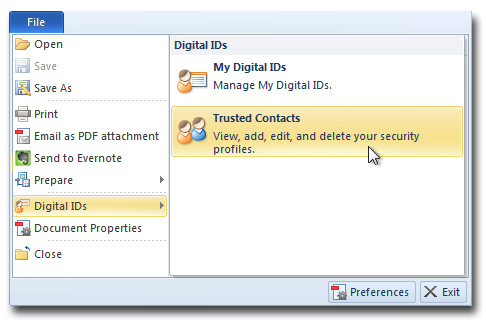 File
Open
Save
Save As
Print
Email as PDF attachment
Send to Evernote
Prepare
Digital IDs
Document Properties
Close
Digital IDs
My Digital IDs
Manage My Digital IDs.
Trusted Contacts
View, add, edit, and delete your security
profiles.
Preferences
Exit